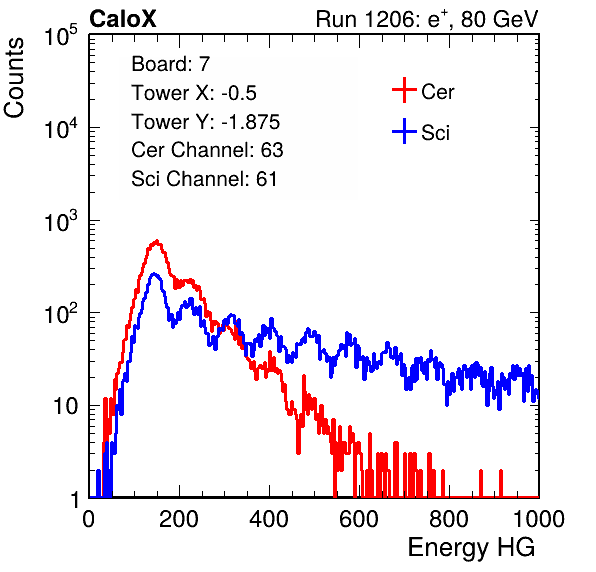 CaloX Run 1206: e⁺, 80 GeV
Counts
Board: 7
Tower X: -0.5
Tower Y: -1.875
Cer Channel: 63
Sci Channel: 61
Cer
Sci
10⁵
10⁴
10³
10²
10
1
0 200 400 600 800 1000
Energy HG